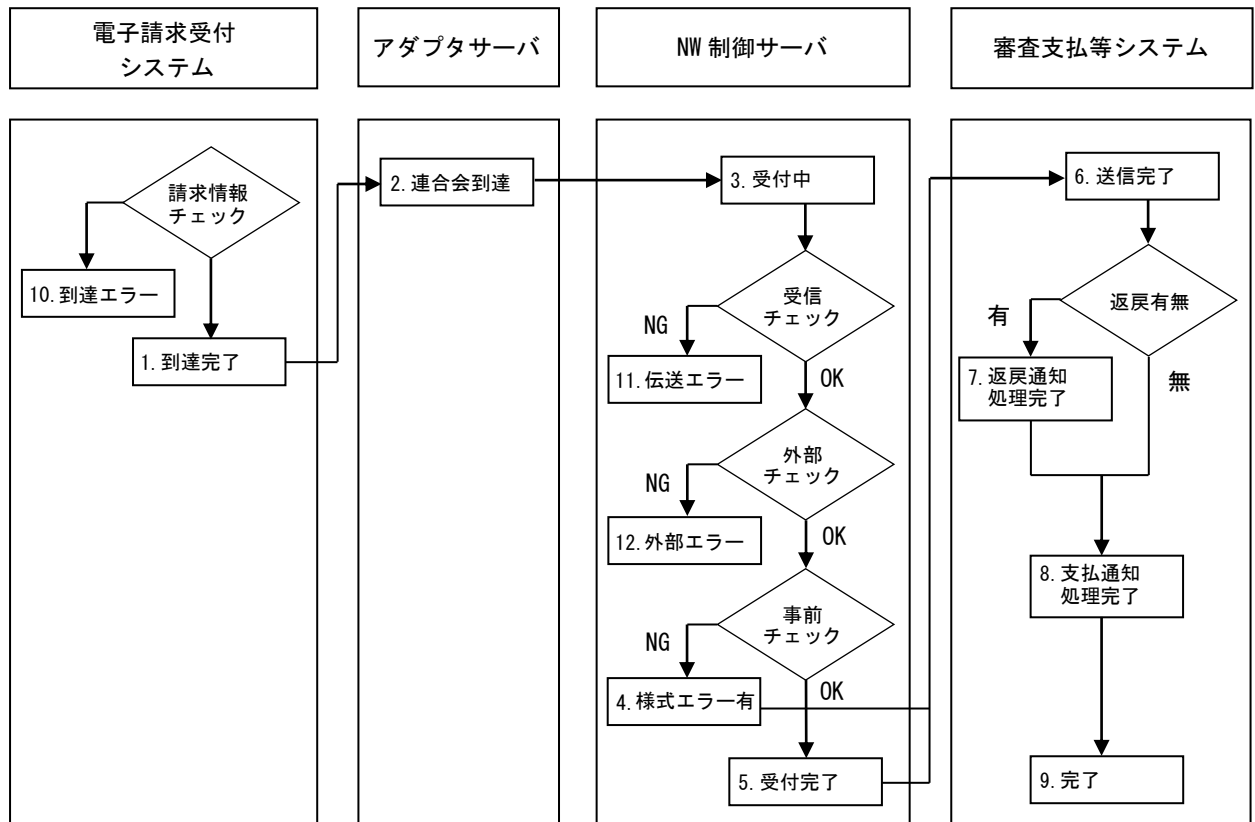 電子請求受付
システム
アダプタサーバ
NW 制御サーバ
審査支払等システム
請求情報
チェック
10. 到達エラー
1. 到達完了
2. 連合会到達
3. 受付中
受信
チェック
NG
11. 伝送エラー
OK
外部
チェック
NG
12. 外部エラー
OK
事前
チェック
NG
4. 様式エラー有
OK
5. 受付完了
6. 送信完了
返戻有無
有
7. 返戻通知
処理完了
無
8. 支払通知
処理完了
9. 完了